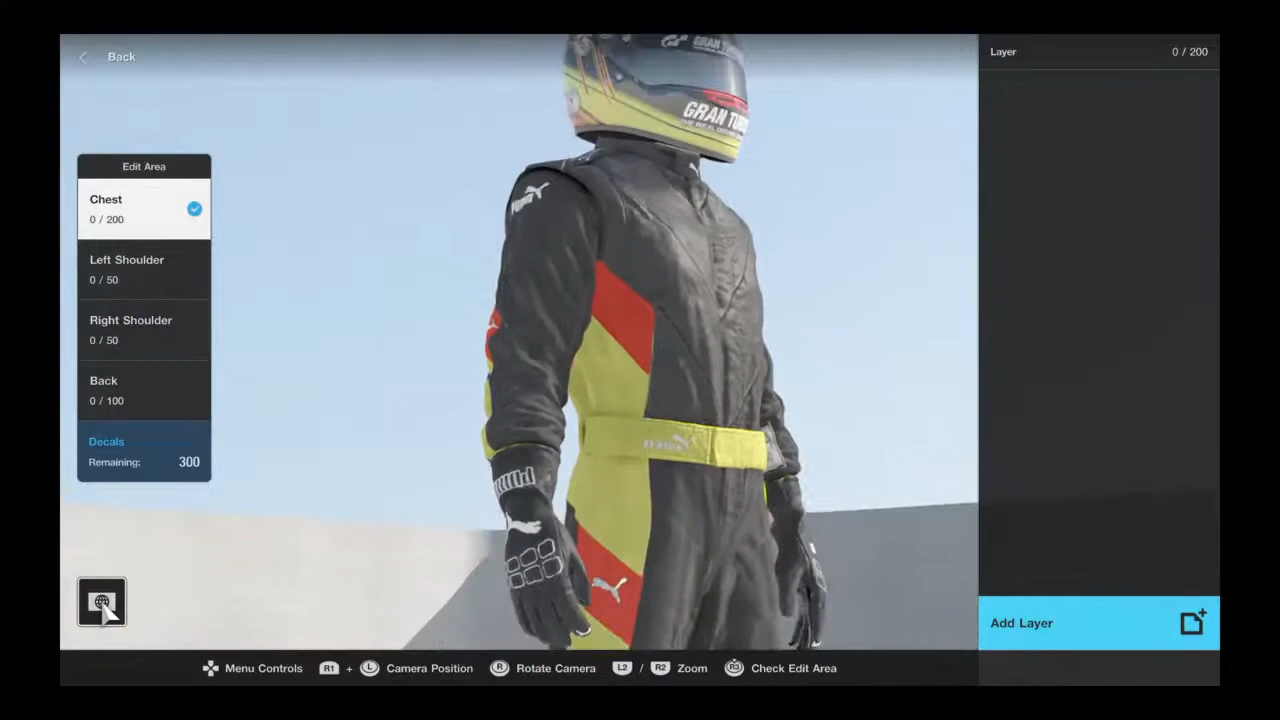 Back
Layer
0 / 200
GRAN
GRAN TU
Edit Area
Chest
0 / 200
Left Shoulder
0 / 50
Right Shoulder
0 / 50
Back
0 / 100
Decals
Remaining: 300
Add Layer
Menu Controls
R1 + L Camera Position
R Rotate Camera
L2 / R2 Zoom
R3 Check Edit Area